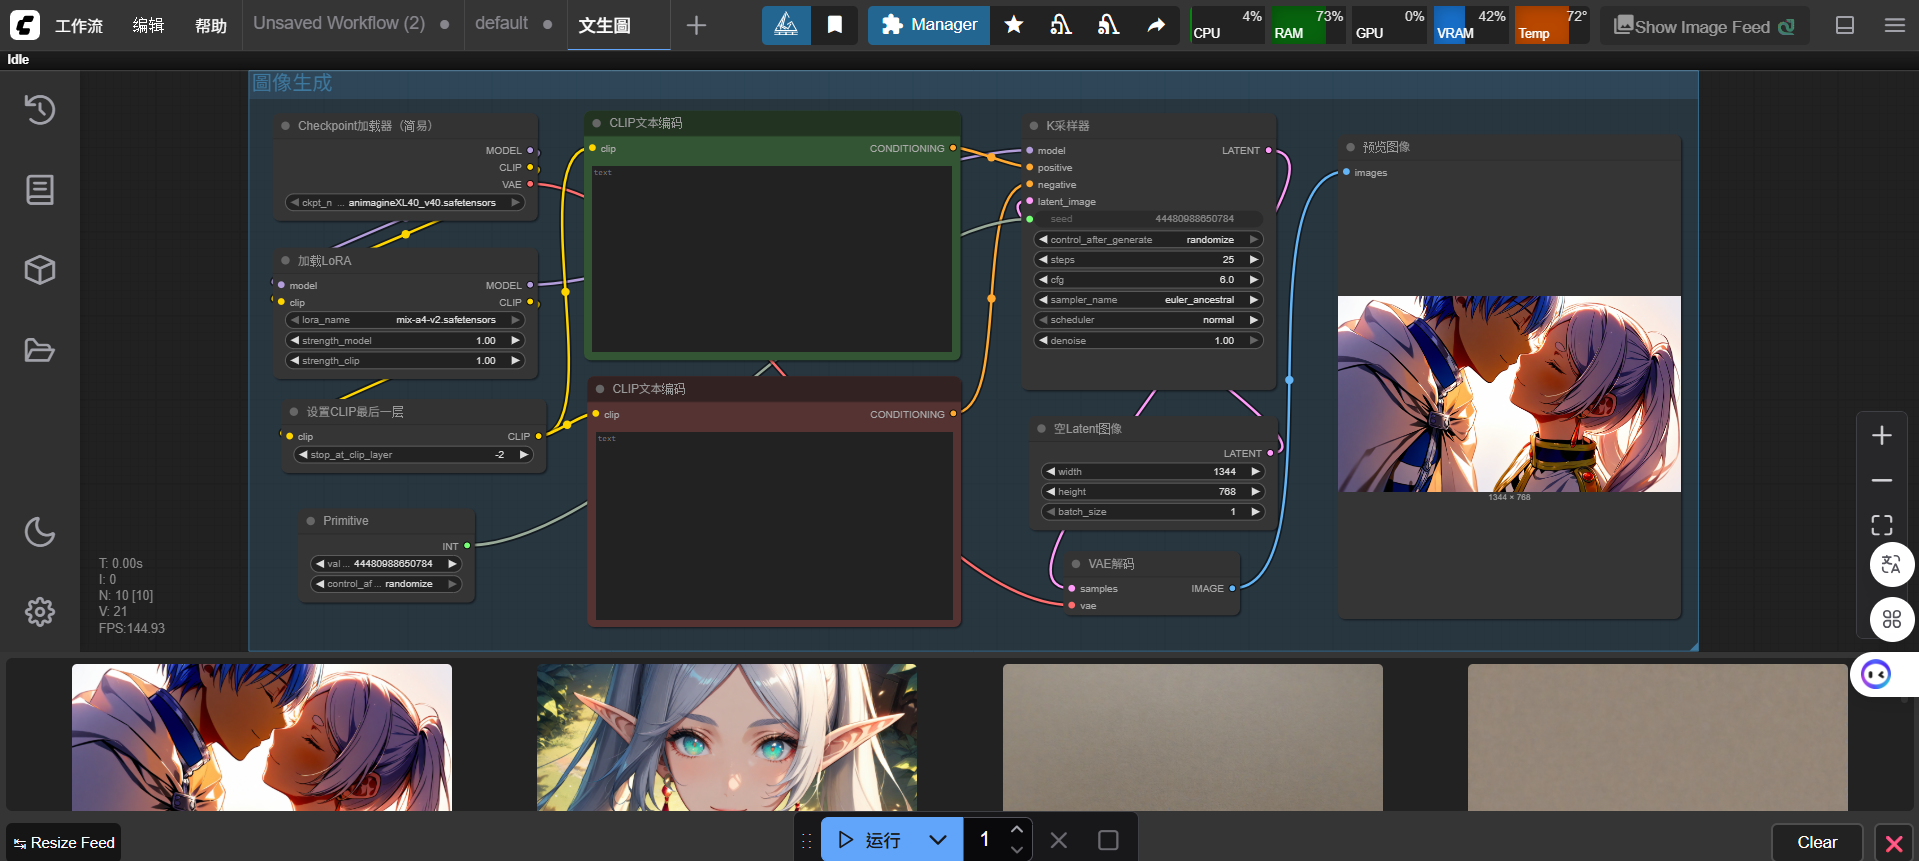 工作流
编辑
帮助
Unsaved Workflow (2)
default
文生圖
Manager
CPU
4%
RAM
73%
GPU
0%
VRAM
42%
Temp
72°
Show Image Feed
Idle
圖像生成
Checkpoint加载器（简易）
MODEL
CLIP
VAE
ckpt_n ... animagineXL40_v40.safetensors
加载LoRA
model MODEL
clip CLIP
lora_name mix-a4-v2.safetensors
strength_model 1.00
strength_clip 1.00
设置CLIP最后一层
clip CLIP
stop_at_clip_layer -2
Primitive
INT
val ... 44480988650784
control_af ... randomize
CLIP文本编码
clip CONDITIONING
text
CLIP文本编码
clip CONDITIONING
text
K采样器
model LATENT
positive
negative
latent_image
seed 44480988650784
control_after_generate randomize
steps 25
cfg 6.0
sampler_name euler_ancestral
scheduler normal
denoise 1.00
空Latent图像
LATENT
width 1344
height 768
batch_size 1
VAE解码
samples IMAGE
vae
预览图像
images
1344 × 768
T: 0.00s
I: 0
N: 10 [10]
V: 21
FPS:144.93
Resize Feed
运行
1
Clear